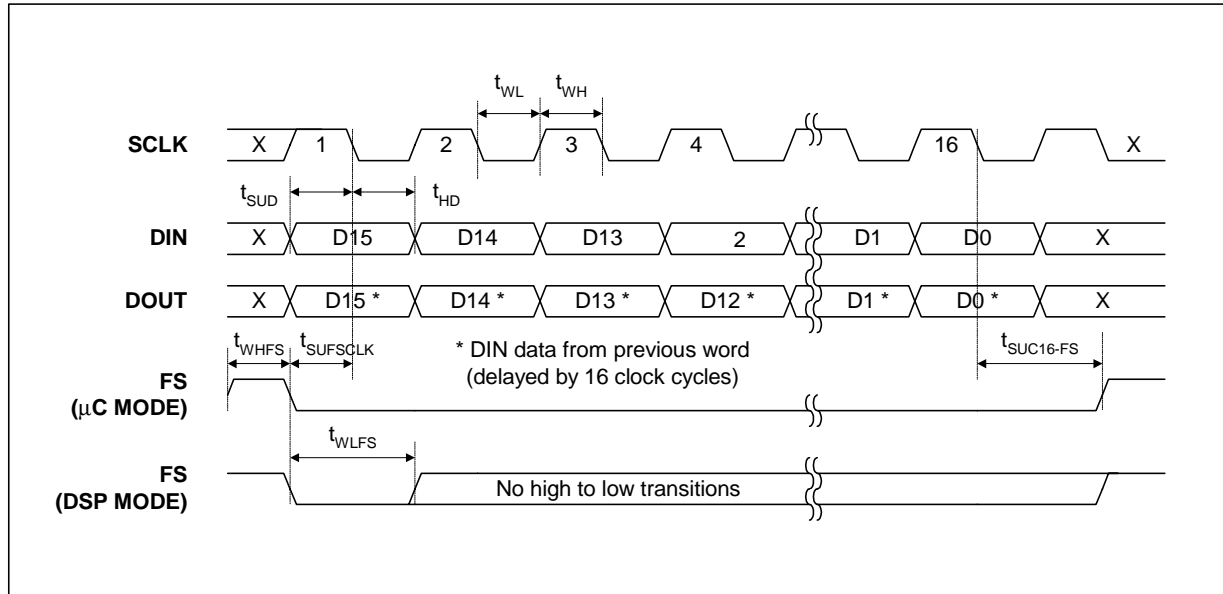 tWL tWH
SCLK X 1 2 3 4 16 X
tSUD tHD
DIN X D15 D14 D13 2 D1 D0 X
DOUT X D15 * D14 * D13 * D12 * D1 * D0 * X
tWHFS tSUFSCLK tSUC16-FS
* DIN data from previous word
(delayed by 16 clock cycles)
FS
(µC MODE)
tWLFS
FS
(DSP MODE)
No high to low transitions